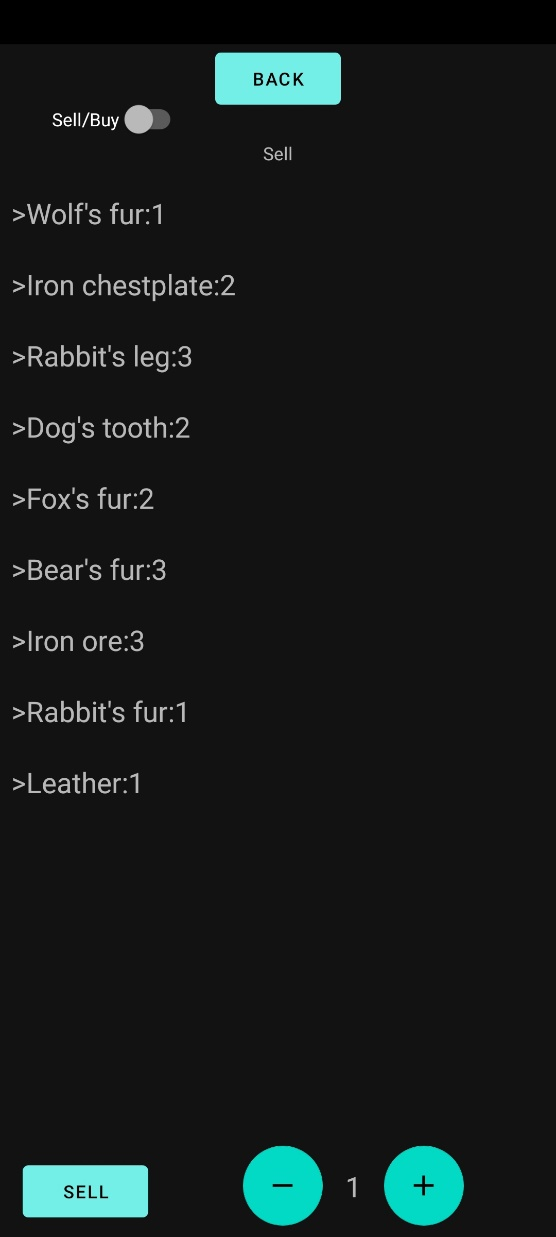 BACK
Sell/Buy
Sell
>Wolf's fur:1
>Iron chestplate:2
>Rabbit's leg:3
>Dog's tooth:2
>Fox's fur:2
>Bear's fur:3
>Iron ore:3
>Rabbit's fur:1
>Leather:1
SELL − 1 +